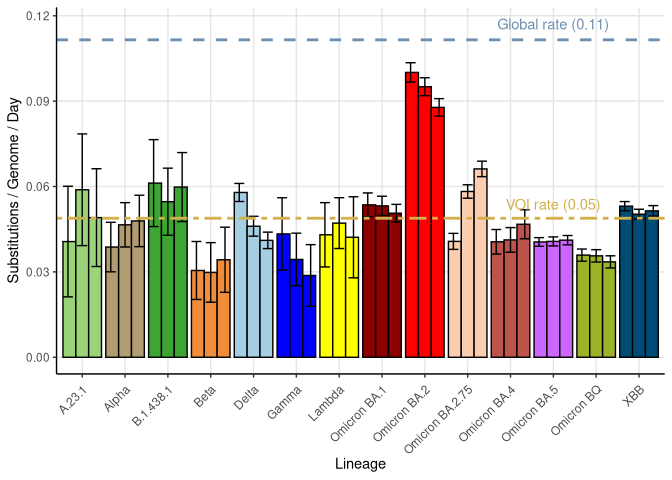 Global rate (0.11)
VOI rate (0.05)
Substitutions / Genome / Day
0.12
0.09
0.06
0.03
0.00
A.23.1
Alpha
B.1.438.1
Beta
Delta
Gamma
Lambda
Omicron BA.1
Omicron BA.2
Omicron BA.2.75
Omicron BA.4
Omicron BA.5
Omicron BQ
XBB
Lineage